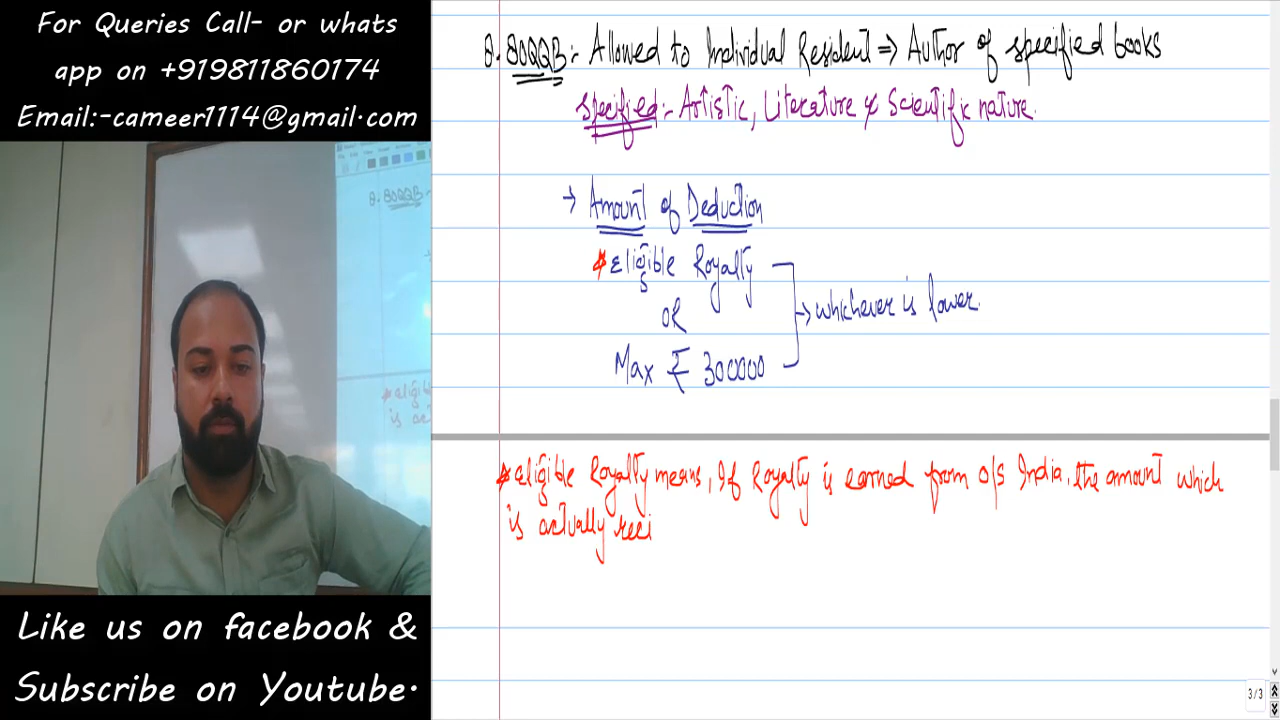 For Queries Call- or whats
app on +919811860174
Email:-cameer1114@gmail.com
8. 80QQB:- Allowed to Individual Resident => Author of specified books
Specified:- Artistic, Literature & Scientific nature.
→ Amount of Deduction
* Eligible Royalty
OR
Max ₹ 300000
→ whichever is lower.
* Eligible Royalty means, If Royalty is earned from o/s India, the amount which
is actually reci
Like us on facebook &
Subscribe on Youtube.
3/3